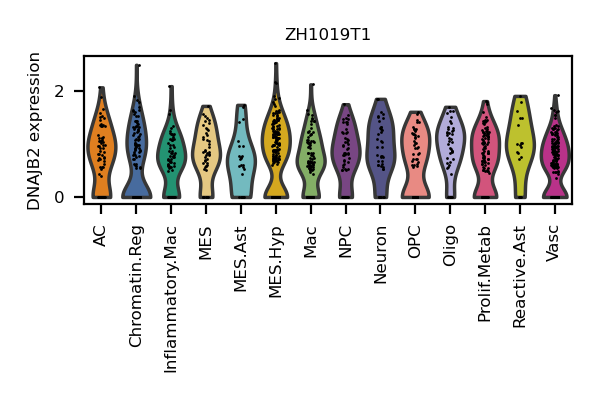 ZH1019T1
DNAJB2 expression
2
0
AC
Chromatin.Reg
Inflammatory.Mac
MES
MES.Ast
MES.Hyp
Mac
NPC
Neuron
OPC
Oligo
Prolif.Metab
Reactive.Ast
Vasc